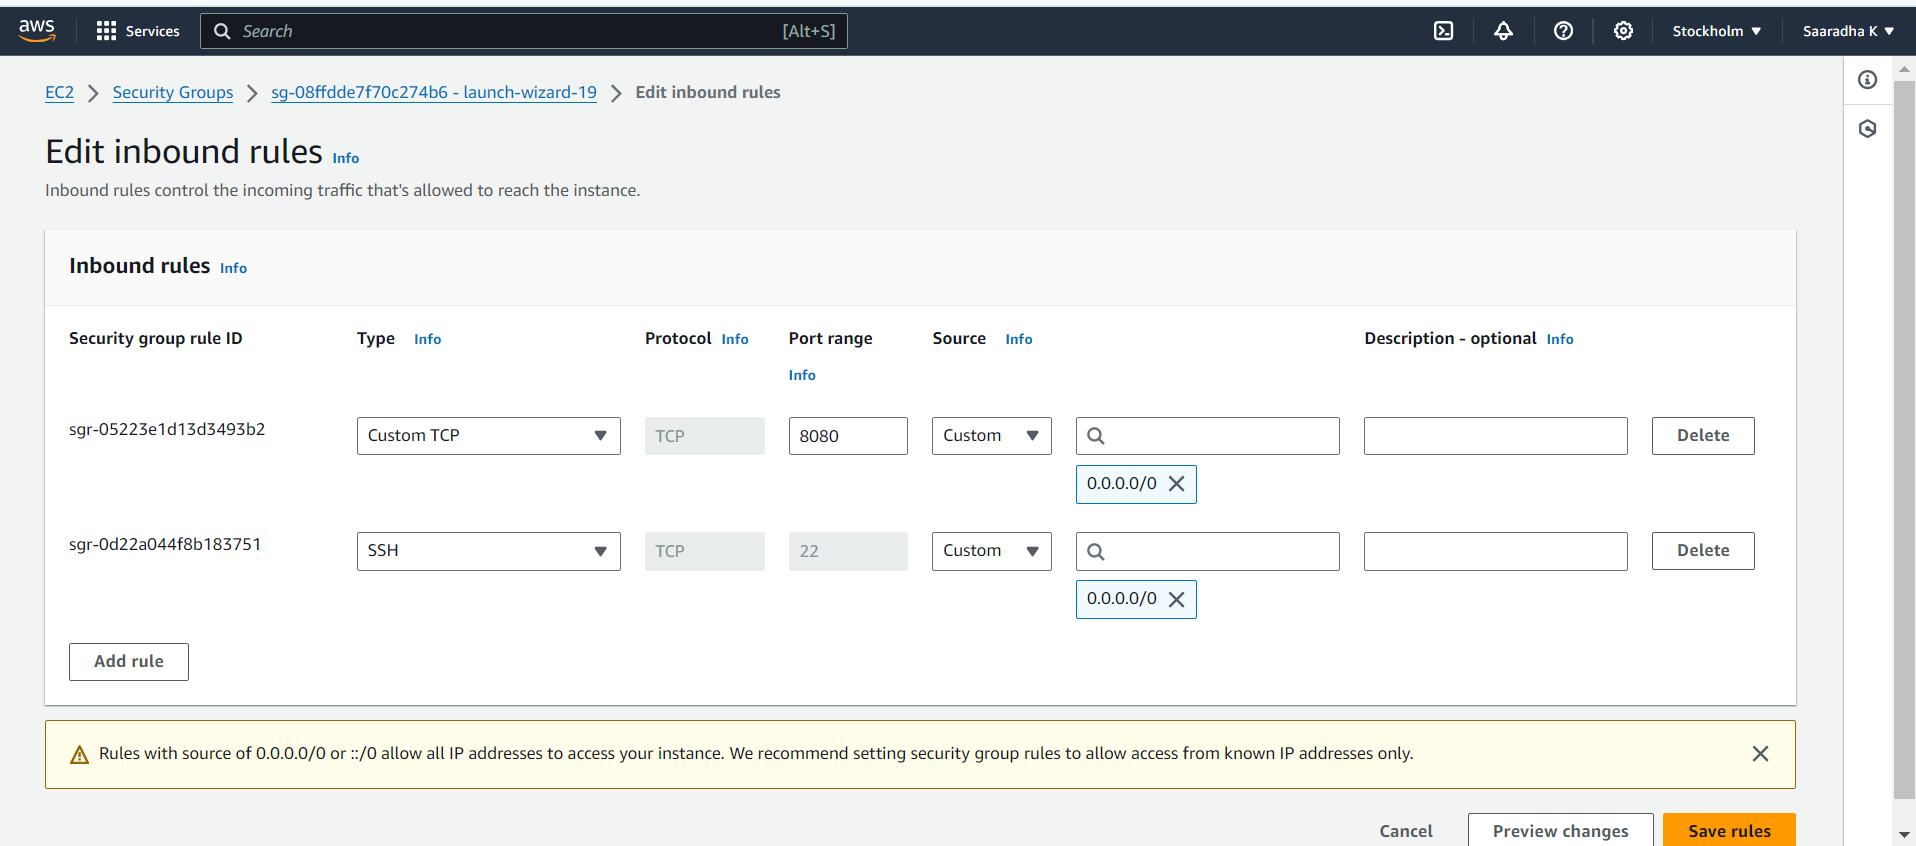 aws Services Search [Alt+S] Stockholm Saaradha K
EC2 Security Groups sg-08ffdde7f70c274b6 - launch-wizard-19 Edit inbound rules
Edit inbound rules Info
Inbound rules control the incoming traffic that's allowed to reach the instance.
Inbound rules Info
Security group rule ID Type Info Protocol Info Port range Source Info Description - optional Info
Info
sgr-05223e1d13d3493b2 Custom TCP TCP 8080 Custom Delete
0.0.0.0/0
sgr-0d22a044f8b183751 SSH TCP 22 Custom Delete
0.0.0.0/0
Add rule
Rules with source of 0.0.0.0/0 or ::/0 allow all IP addresses to access your instance. We recommend setting security group rules to allow access from known IP addresses only.
Cancel Preview changes Save rules